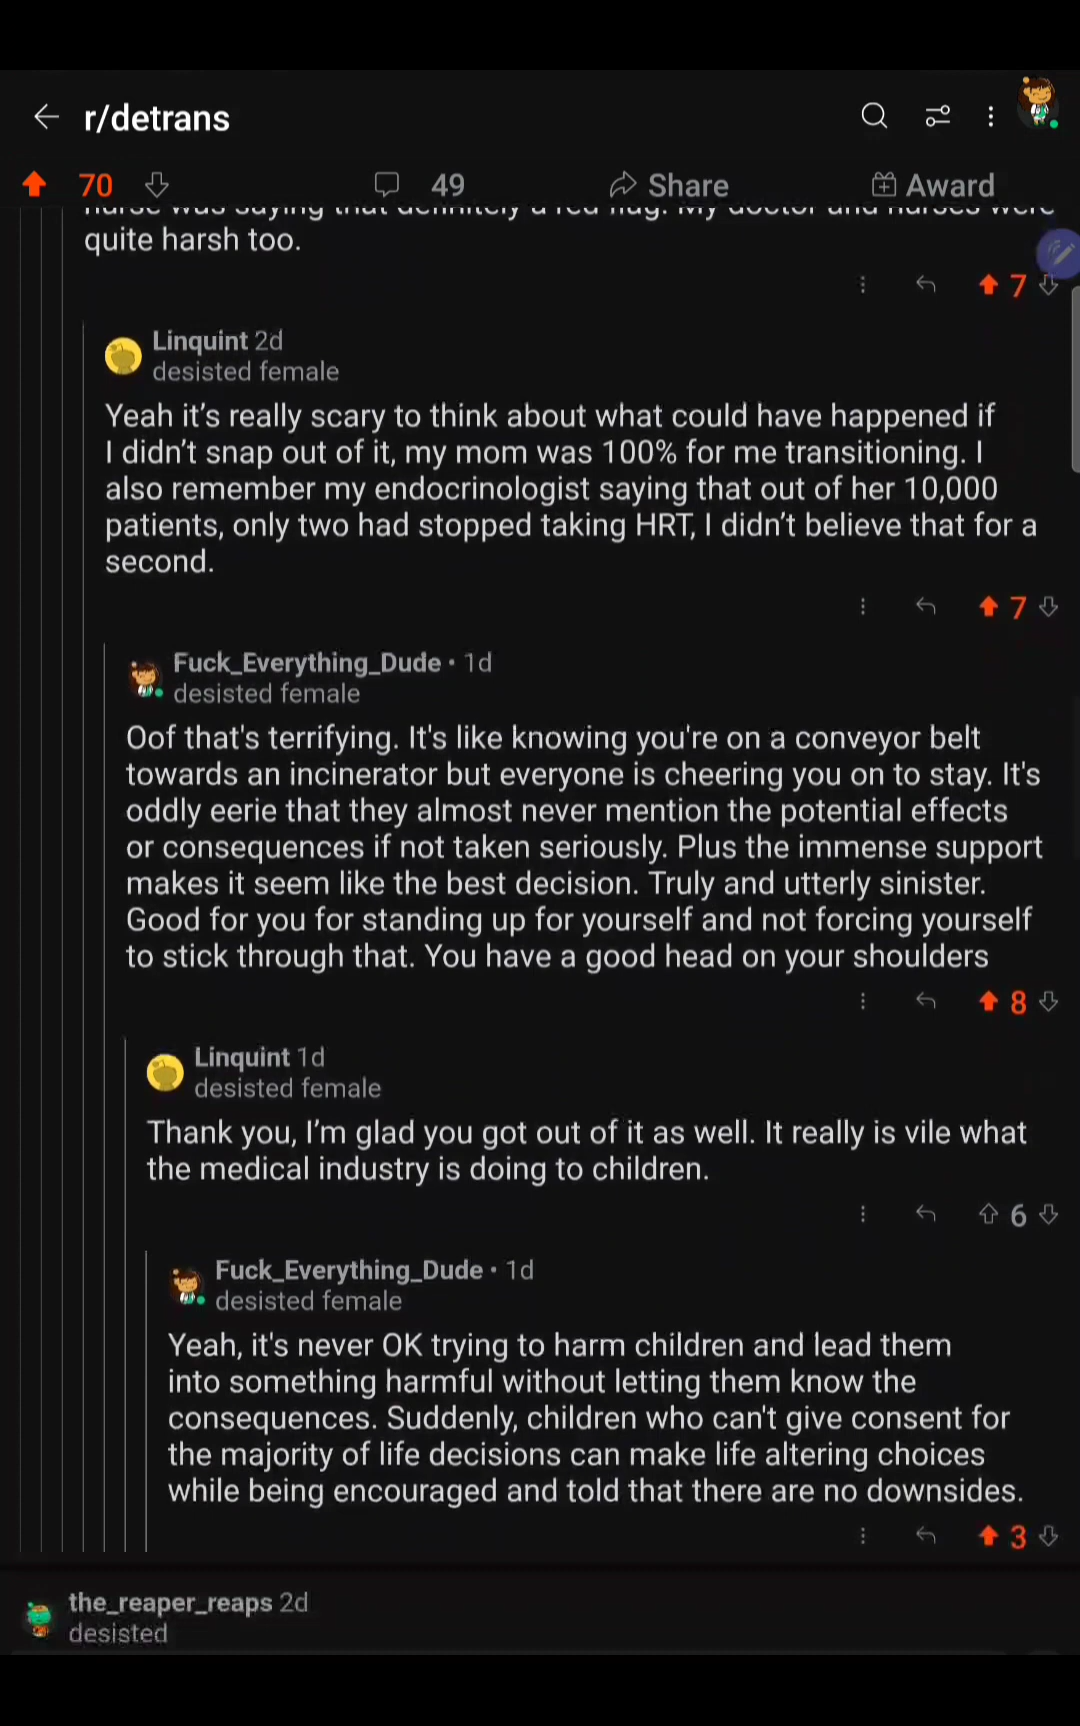 r/detrans
70
49
Share
Award
quite harsh too.
7
Linquint 2d
desisted female
Yeah it’s really scary to think about what could have happened if
I didn’t snap out of it, my mom was 100% for me transitioning. I
also remember my endocrinologist saying that out of her 10,000
patients, only two had stopped taking HRT, I didn’t believe that for a
second.
7
Fuck_Everything_Dude • 1d
desisted female
Oof that's terrifying. It's like knowing you're on a conveyor belt
towards an incinerator but everyone is cheering you on to stay. It's
oddly eerie that they almost never mention the potential effects
or consequences if not taken seriously. Plus the immense support
makes it seem like the best decision. Truly and utterly sinister.
Good for you for standing up for yourself and not forcing yourself
to stick through that. You have a good head on your shoulders
8
Linquint 1d
desisted female
Thank you, I’m glad you got out of it as well. It really is vile what
the medical industry is doing to children.
6
Fuck_Everything_Dude • 1d
desisted female
Yeah, it's never OK trying to harm children and lead them
into something harmful without letting them know the
consequences. Suddenly, children who can't give consent for
the majority of life decisions can make life altering choices
while being encouraged and told that there are no downsides.
3
the_reaper_reaps 2d
desisted